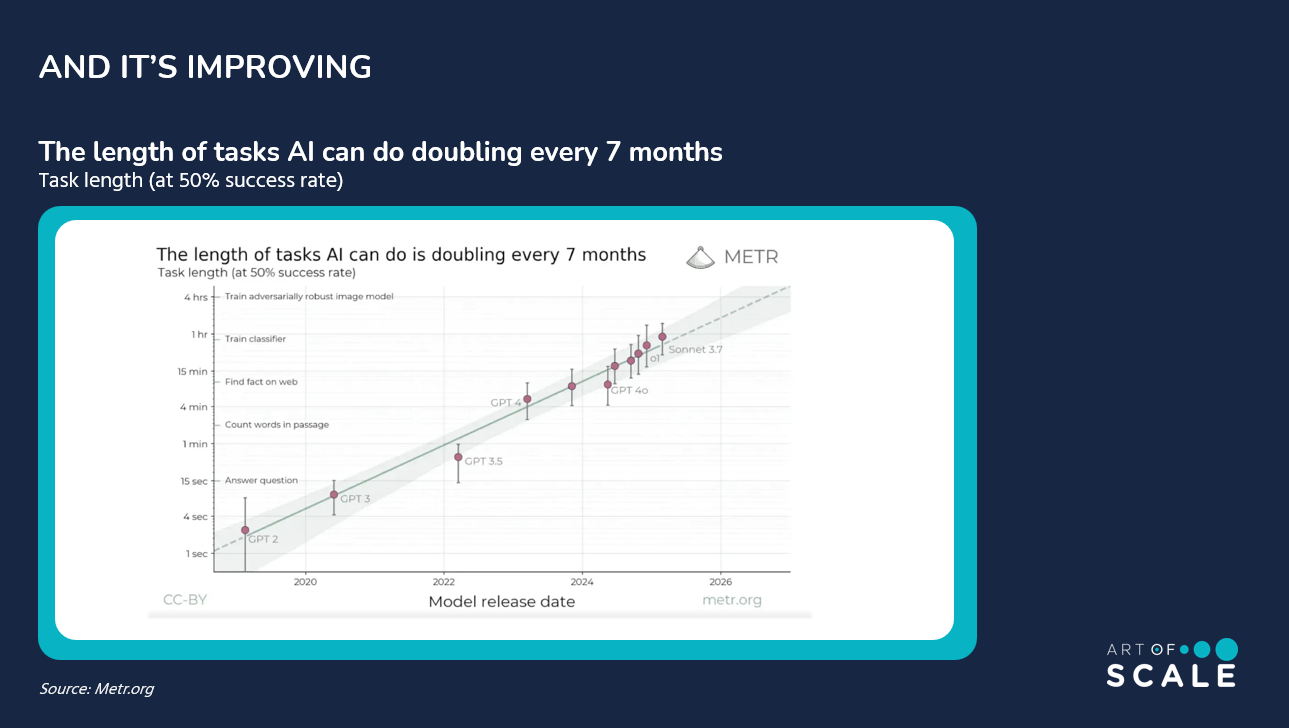 AND IT'S IMPROVING
The length of tasks AI can do doubling every 7 months
Task length (at 50% success rate)
The length of tasks AI can do is doubling every 7 months
METR
Task length (at 50% success rate)
4 hrs
Train adversarially robust image model
1 hr
Train classifier
Sonnet 3.7
o1
15 min
Find fact on web
GPT 4o
GPT 4
4 min
Count words in passage
1 min
GPT 3.5
15 sec
Answer question
GPT 3
4 sec
GPT 2
1 sec
2020
2022
2024
2026
CC-BY
Model release date
metr.org
ART OF
SCALE
Source: Metr.org